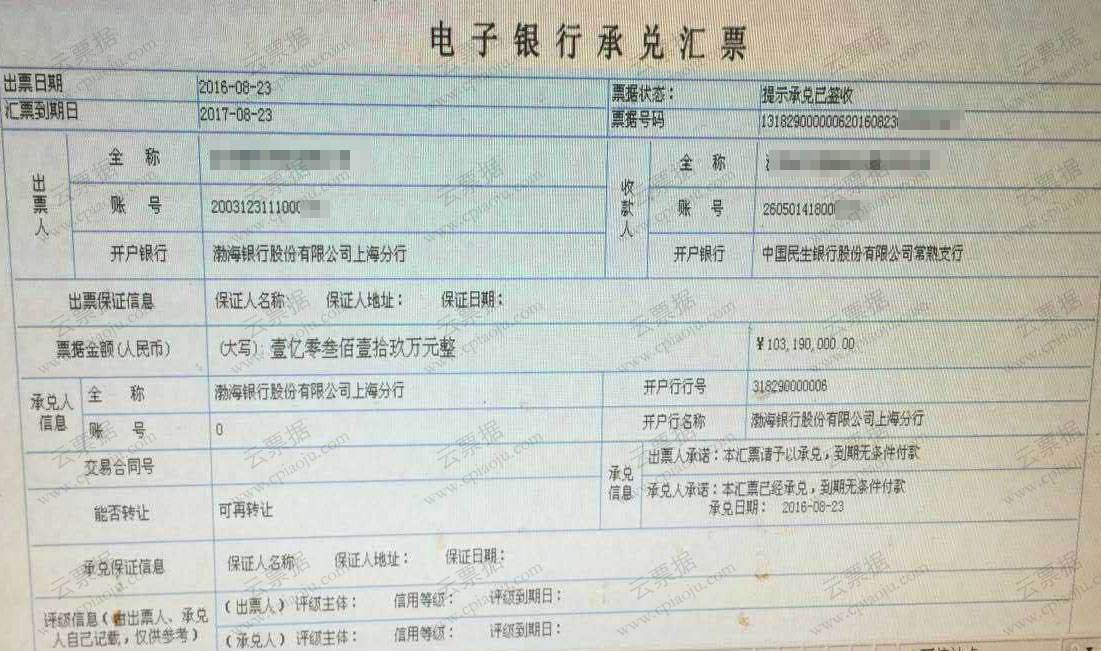 电子银行承兑汇票
出票日期 2016-08-23 票据状态: 提示承兑已签收
汇票到期日 2017-08-23 票据号码 131829000000620160823
出票人 全称 收款人 全称
账号 200312311100 账号 26050141800
开户银行 渤海银行股份有限公司上海分行 开户银行 中国民生银行股份有限公司常熟支行
出票保证信息 保证人名称 保证人地址: 保证日期:
票据金额(人民币) (大写) 壹亿零叁佰壹拾玖万元整 ¥103,190,000.00
承兑人信息 全称 渤海银行股份有限公司上海分行 开户行行号 318290000006
账号 0 开户行名称 渤海银行股份有限公司上海分行
交易合同号 承兑信息 出票人承诺:本汇票请予以承兑,到期无条件付款
能否转让 可再转让 承兑人承诺:本汇票已经承兑,到期无条件付款
承兑日期: 2016-08-23
承兑保证信息 保证人名称 保证人地址: 保证日期:
评级信息(由出票人、承兑人自己记载,仅供参考) (出票人) 评级主体: 信用等级: 评级到期日:
(承兑人) 评级主体: 信用等级: 评级到期日:
云票据
www.cpiaoju.com